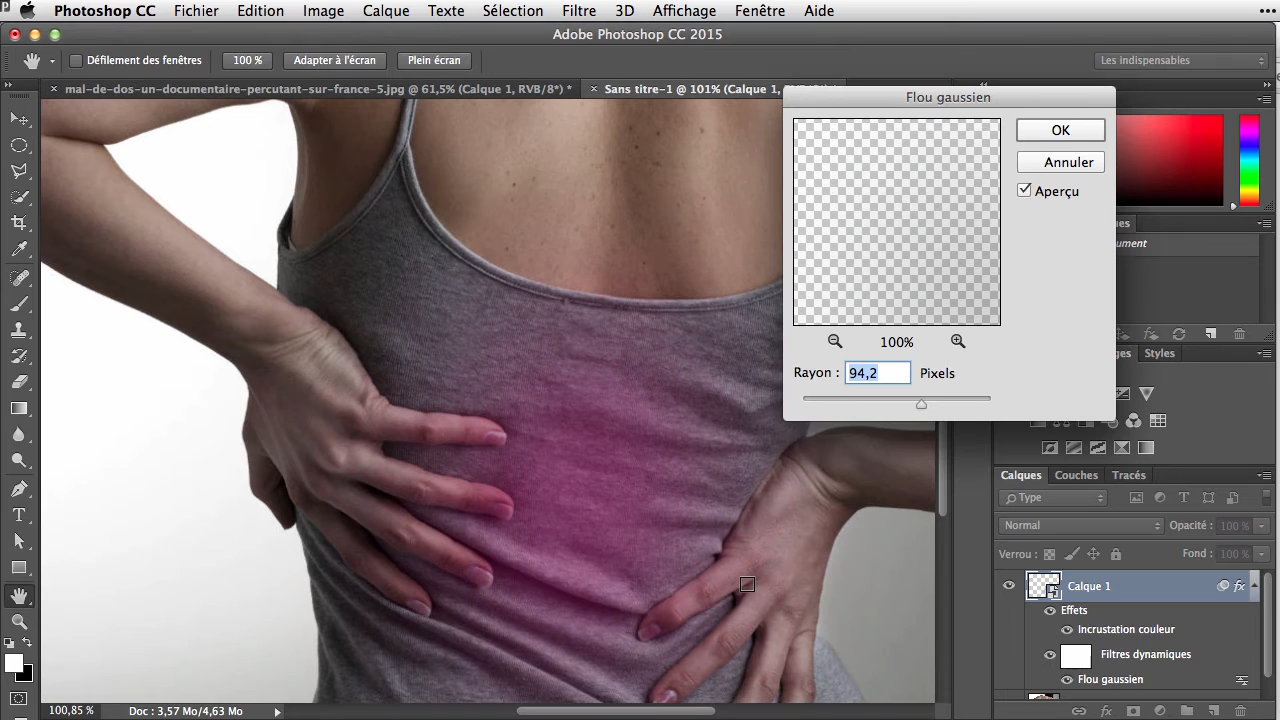 Photoshop CC Fichier Edition Image Calque Texte Sélection Filtre 3D Affichage Fenêtre Aide
Adobe Photoshop CC 2015
Défilement des fenêtres 100 % Adapter à l'écran Plein écran Les indispensables
mal-de-dos-un-documentaire-percutant-sur-france-5.jpg @ 61,5% (Calque 1, RVB/8*) *
Sans titre-1 @ 101% (Calque 1,
Flou gaussien
OK
Annuler
Aperçu
100%
Rayon : 94,2 Pixels
Styles
Calques Couches Tracés
Type
Normal Opacité : 100 %
Verrou : Fond : 100 %
Calque 1 fx
Effets
Incrustation couleur
Filtres dynamiques
Flou gaussien
100,85 % Doc : 3,57 Mo/4,63 Mo